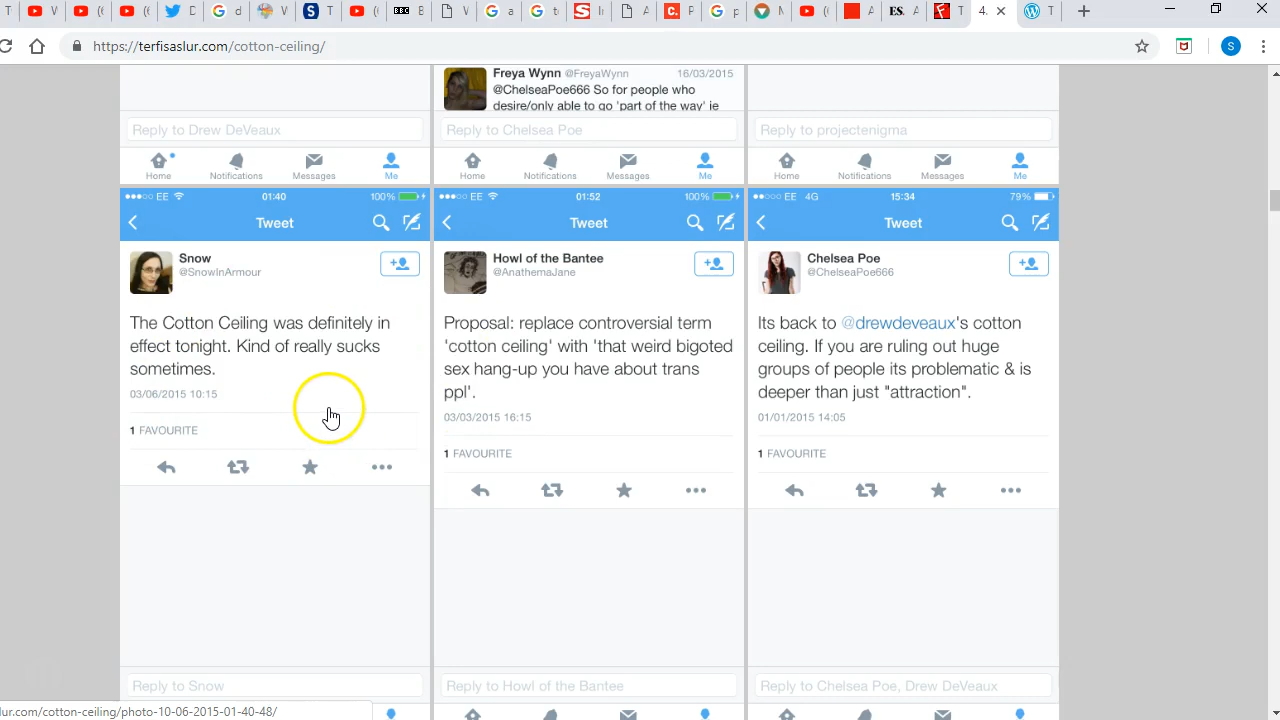 T
V
(
(
D
d
V
T
(
BBC B
V
a
t
I
A
P
p
M
(
A
A
T
4.
T
S
https://terfisaslur.com/cotton-ceiling/
Freya Wynn @FreyaWynn 16/03/2015
@ChelseaPoe666 So for people who
desire/only able to go 'part of the way' ie
Reply to Drew DeVeaux
Reply to Chelsea Poe
Reply to projectenigma
Home Notifications Messages Me
Home Notifications Messages Me
Home Notifications Messages Me
EE 01:40 100%
Tweet
Snow
@SnowInArmour
The Cotton Ceiling was definitely in
effect tonight. Kind of really sucks
sometimes.
03/06/2015 10:15
1 FAVOURITE
Reply to Snow
EE 01:52 100%
Tweet
Howl of the Bantee
@AnathemaJane
Proposal: replace controversial term
'cotton ceiling' with 'that weird bigoted
sex hang-up you have about trans
ppl'.
03/03/2015 16:15
1 FAVOURITE
Reply to Howl of the Bantee
EE 4G 15:34 79%
Tweet
Chelsea Poe
@ChelseaPoe666
Its back to @drewdeveaux's cotton
ceiling. If you are ruling out huge
groups of people its problematic & is
deeper than just "attraction".
01/01/2015 14:05
1 FAVOURITE
Reply to Chelsea Poe, Drew DeVeaux
lur.com/cotton-ceiling/photo-10-06-2015-01-40-48/